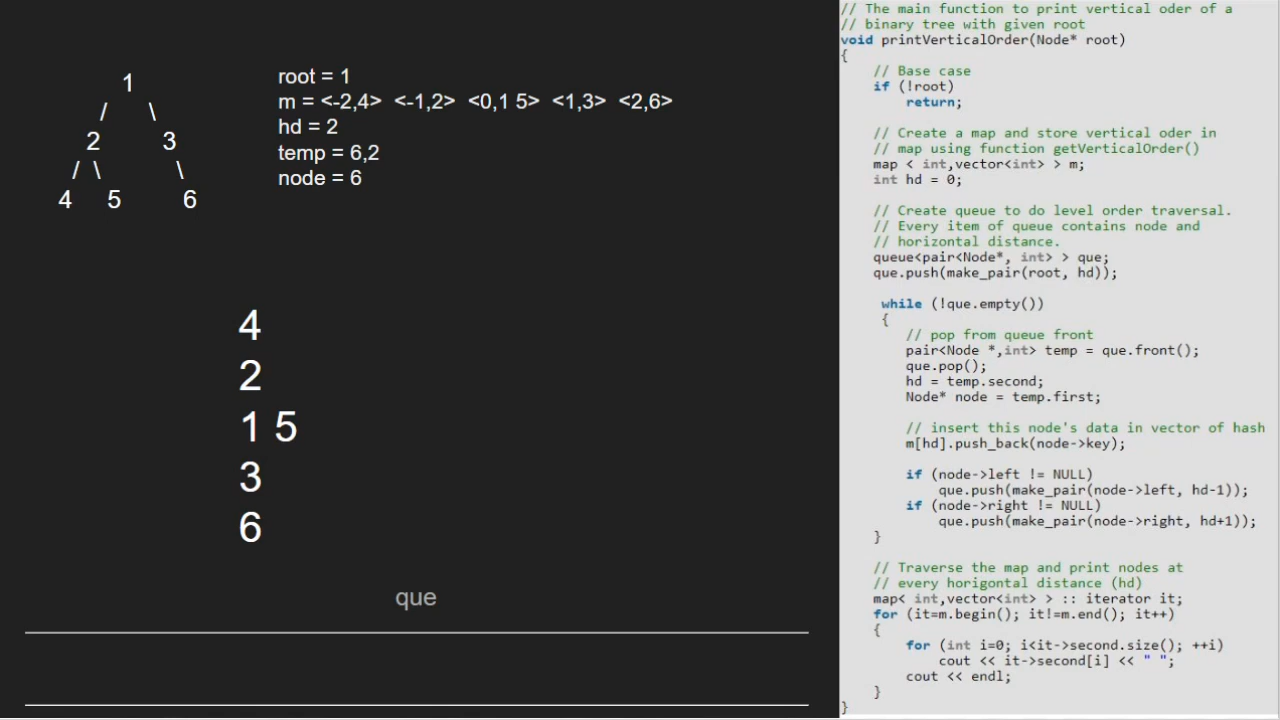 1
/ \
2 3
/ \ \
4 5 6
root = 1
m = <-2,4> <-1,2> <0,1 5> <1,3> <2,6>
hd = 2
temp = 6,2
node = 6
4
2
1 5
3
6
que
// The main function to print vertical oder of a
// binary tree with given root
void printVerticalOrder(Node* root)
{
// Base case
if (!root)
return;
// Create a map and store vertical oder in
// map using function getVerticalOrder()
map < int,vector<int> > m;
int hd = 0;
// Create queue to do level order traversal.
// Every item of queue contains node and
// horizontal distance.
queue<pair<Node*, int> > que;
que.push(make_pair(root, hd));
while (!que.empty())
{
// pop from queue front
pair<Node *,int> temp = que.front();
que.pop();
hd = temp.second;
Node* node = temp.first;
// insert this node's data in vector of hash
m[hd].push_back(node->key);
if (node->left != NULL)
que.push(make_pair(node->left, hd-1));
if (node->right != NULL)
que.push(make_pair(node->right, hd+1));
}
// Traverse the map and print nodes at
// every horigontal distance (hd)
map< int,vector<int> > :: iterator it;
for (it=m.begin(); it!=m.end(); it++)
{
for (int i=0; i<it->second.size(); ++i)
cout << it->second[i] << " ";
cout << endl;
}
}